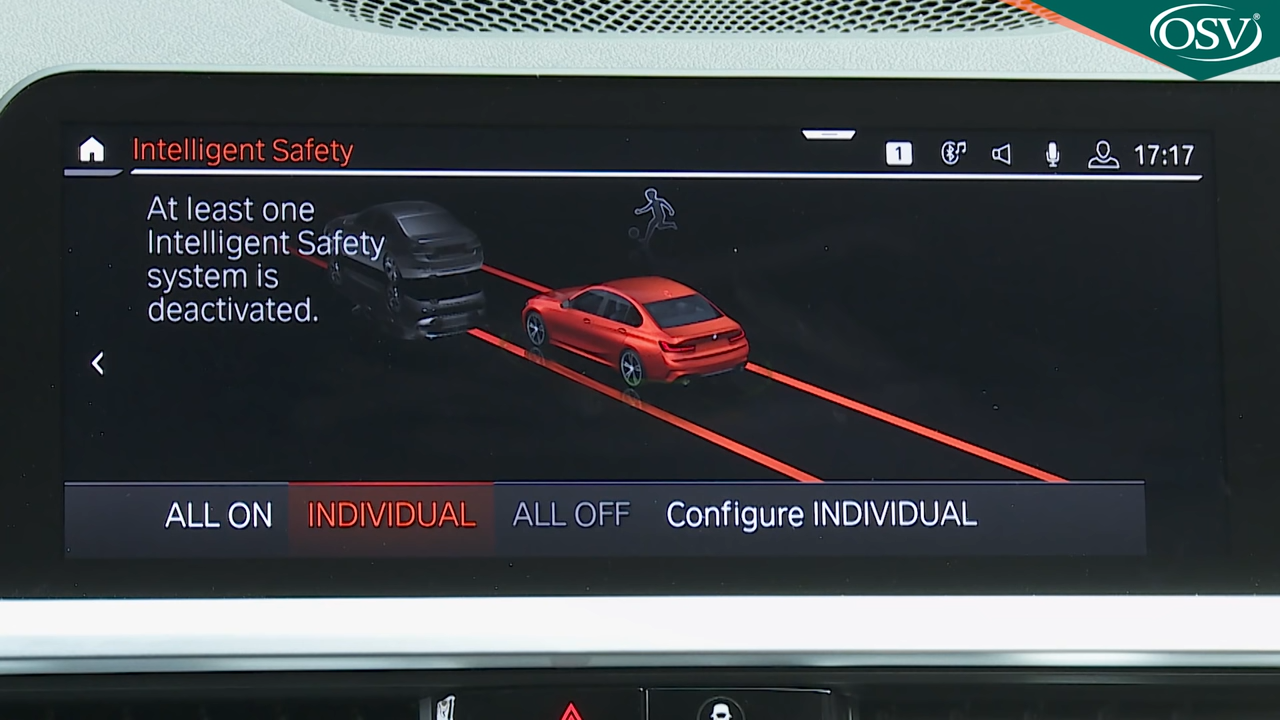 OSV®
Intelligent Safety
1
17:17
At least one
Intelligent Safety
system is
deactivated.
ALL ON
INDIVIDUAL
ALL OFF
Configure INDIVIDUAL